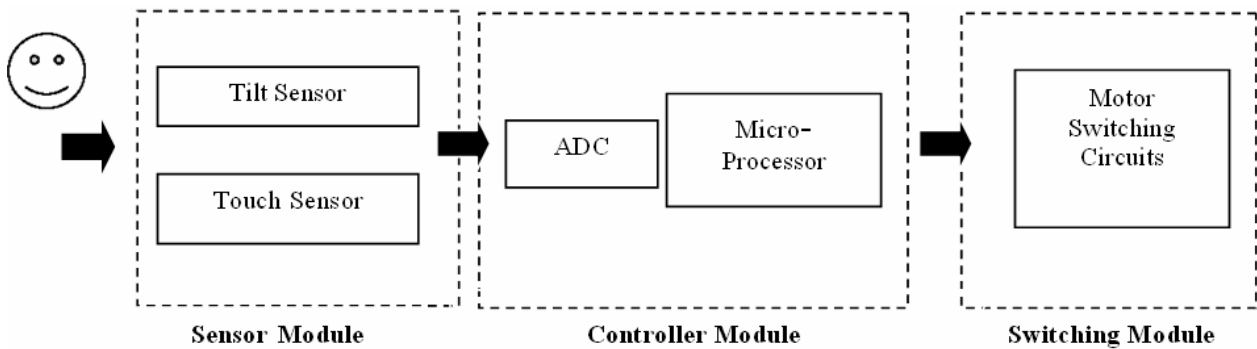 Tilt Sensor
Touch Sensor
ADC
Micro-
Processor
Motor
Switching
Circuits
Sensor Module
Controller Module
Switching Module